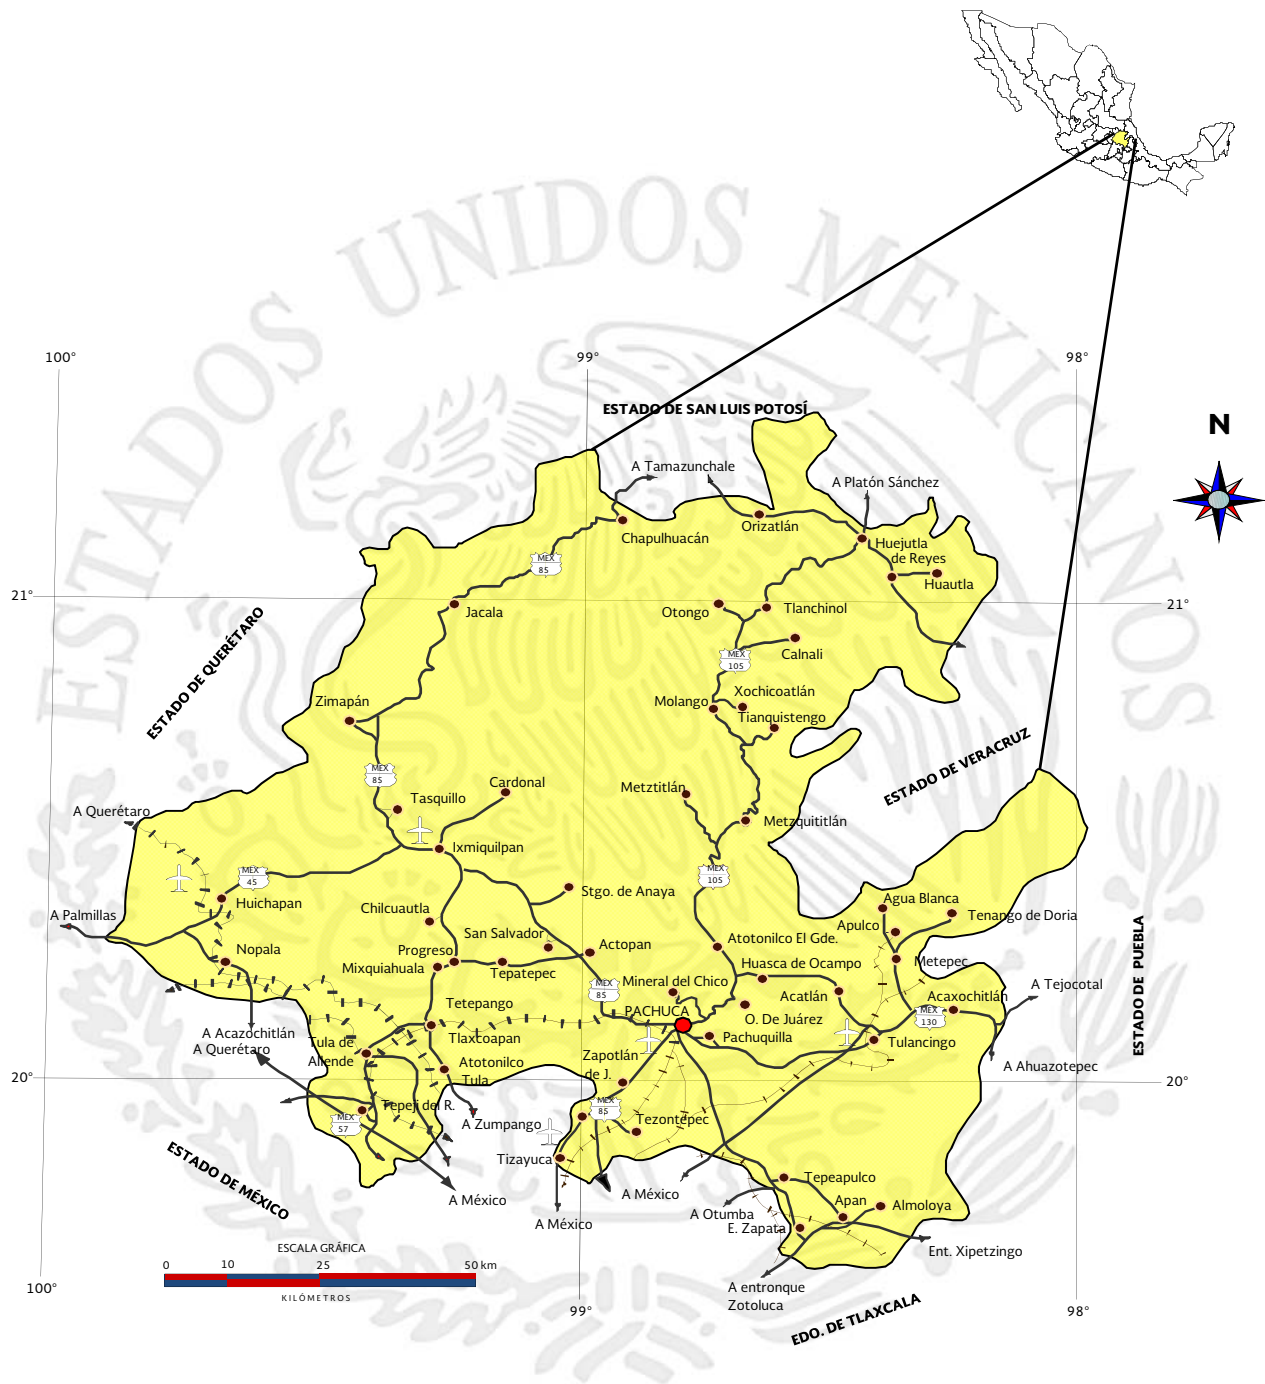 ESTADOS UNIDOS MEXICANOS
100°
99°
98°
ESTADO DE SAN LUIS POTOSÍ
N
A Tamazunchale
A Platón Sánchez
Orizatlán
Chapulhuacán
Huejutla
de Reyes
MEX
85
Huautla
21°
21°
Jacala
Otongo
Tlanchinol
ESTADO DE QUERÉTARO
Calnali
MEX
105
Xochicoatlán
Zimapán
Molango
Tianquistengo
ESTADO DE VERACRUZ
MEX
85
Cardonal
Metztitlán
Tasquillo
A Querétaro
Metzquititlán
Ixmiquilpan
MEX
45
MEX
105
Stgo. de Anaya
Huichapan
Agua Blanca
Chilcuautla
A Palmillas
Tenango de Doria
Apulco
San Salvador
Nopala
Progreso
Actopan
Atotonilco El Gde.
Metepec
Mixquiahuala
Tepatepec
Huasca de Ocampo
ESTADO DE PUEBLA
Mineral del Chico
A Tejocotal
MEX
85
Acatlán
Acaxochitlán
Tetepango
PACHUCA
O. De Juárez
MEX
130
A Acazochitlán
Tula de
Allende
Tlaxcoapan
Pachuquilla
Tulancingo
A Querétaro
Zapotlán
de J.
Atotonilco
Tula
A Ahuazotepec
20°
20°
Tepeji del R.
MEX
85
MEX
57
A Zumpango
Tezontepec
Tizayuca
ESTADO DE MÉXICO
Tepeapulco
A México
A México
A México
A Otumba
E. Zapata
Apan
Almoloya
Ent. Xipetzingo
ESCALA GRÁFICA
0 10 25 50 km
KILÓMETROS
100°
A entronque
Zotoluca
99°
98°
EDO. DE TLAXCALA